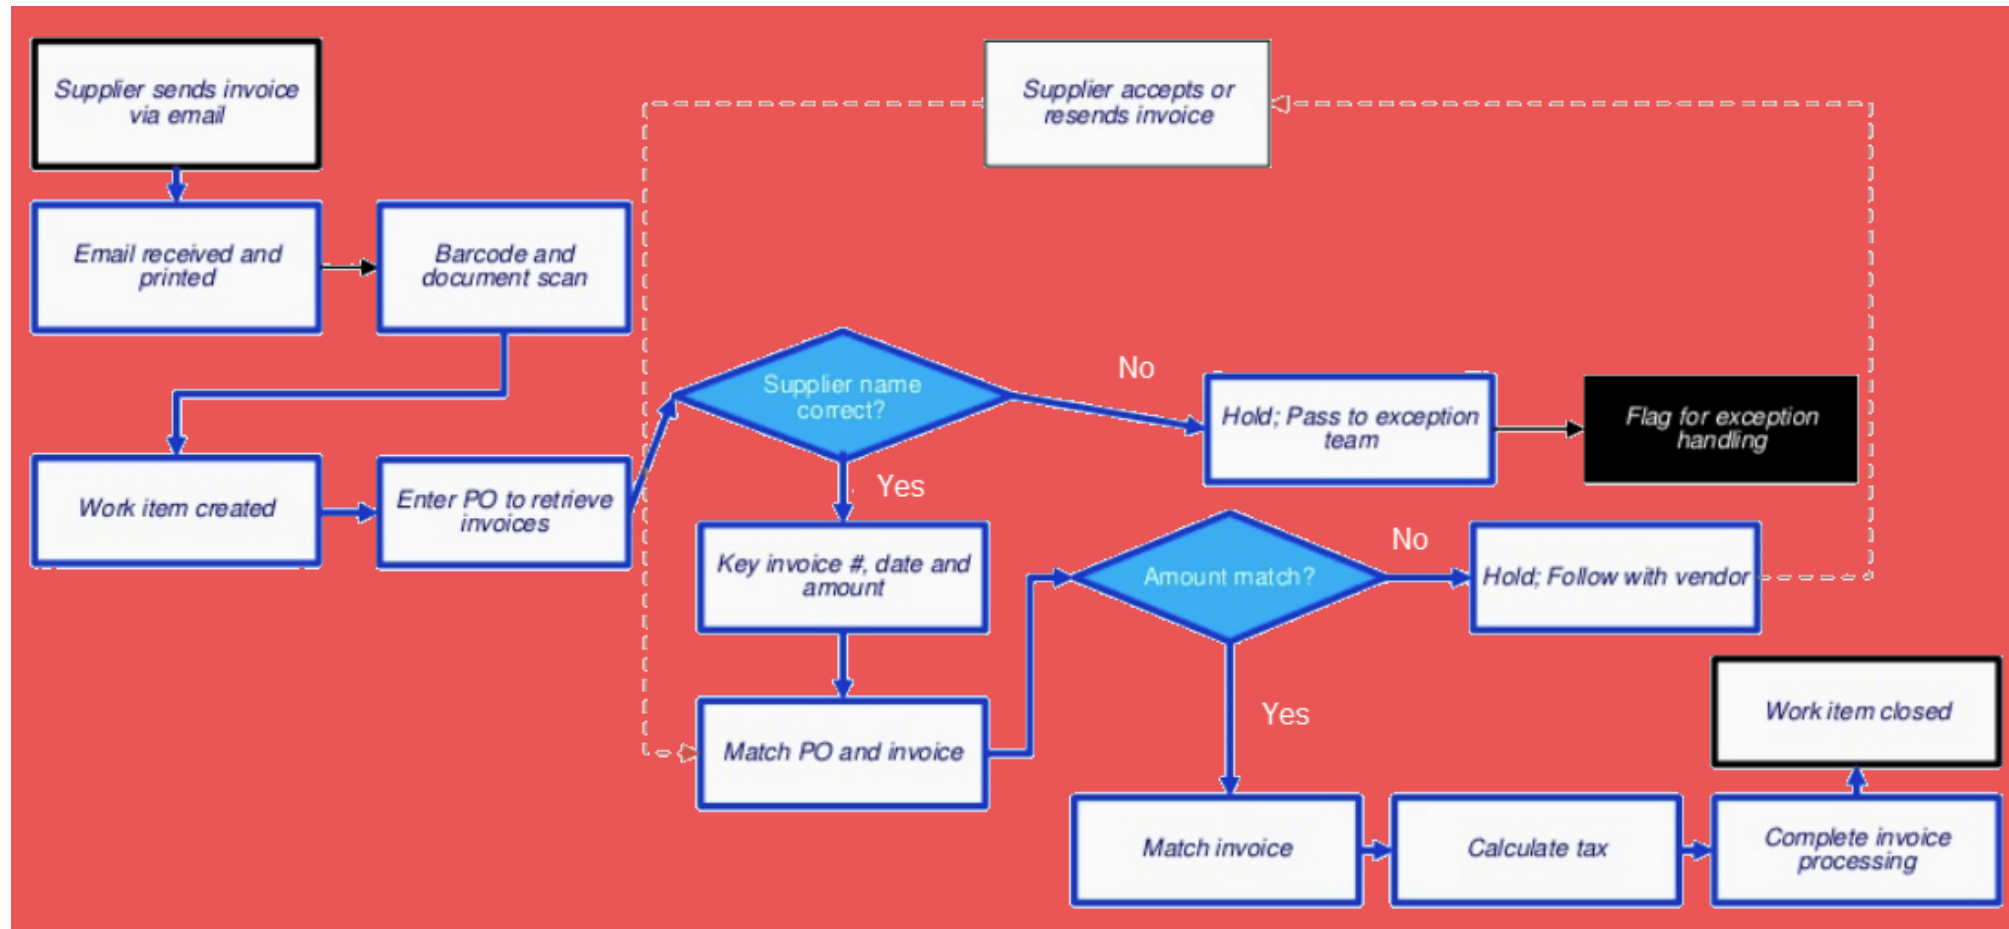 Supplier sends invoice
via email
Supplier accepts or
resends invoice
Email received and
printed
Barcode and
document scan
Supplier name
correct?
No
Hold; Pass to exception
team
Flag for exception
handling
Yes
Work item created
Enter PO to retrieve
invoices
Key invoice #, date and
amount
Amount match?
No
Hold; Follow with vendor
Yes
Match PO and invoice
Work item closed
Match invoice
Calculate tax
Complete invoice
processing